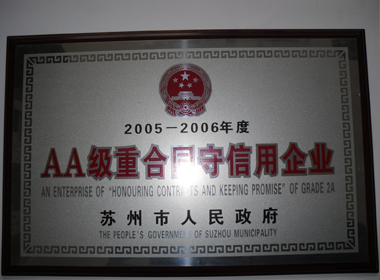 2005-2006年度
AA级重合同守信用企业
AN ENTERPRISE OF "HONOURING CONTRACTS AND KEEPING PROMISE" OF GRADE 2A
苏州市人民政府
THE PEOPLE'S GOVERNMENT OF SUZHOU MUNICIPALITY